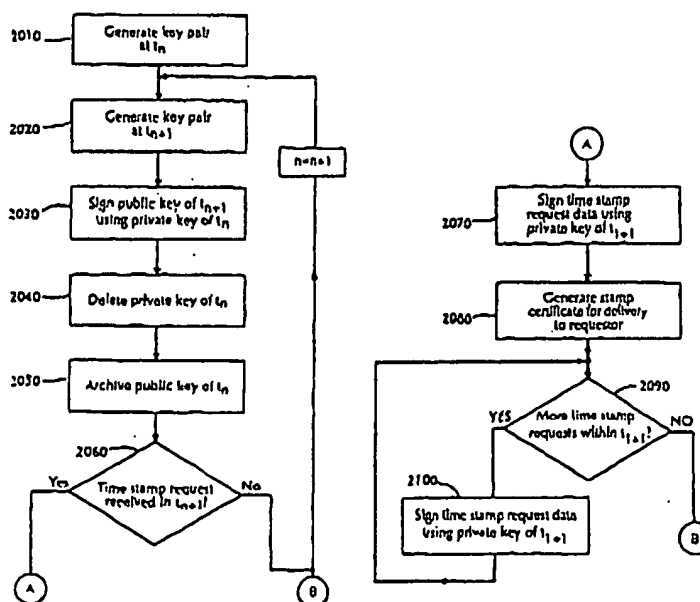 2010
Generate key pair
at tn
2020
Generate key pair
at tn+1
n=n+1
2030
Sign public key of tn+1
using private key of tn
2040
Delete private key of tn
2050
Archive public key of tn
2060
Yes
Time stamp request
received in tn+1?
No
A
B
A
2070
Sign time stamp
request data using
private key of t1+1
2080
Generate stamp
certificate for delivery
to requestor
2090
YES
More time stamp
requests within t1+1?
NO
2100
Sign time stamp request data
using private key of t1+1
B